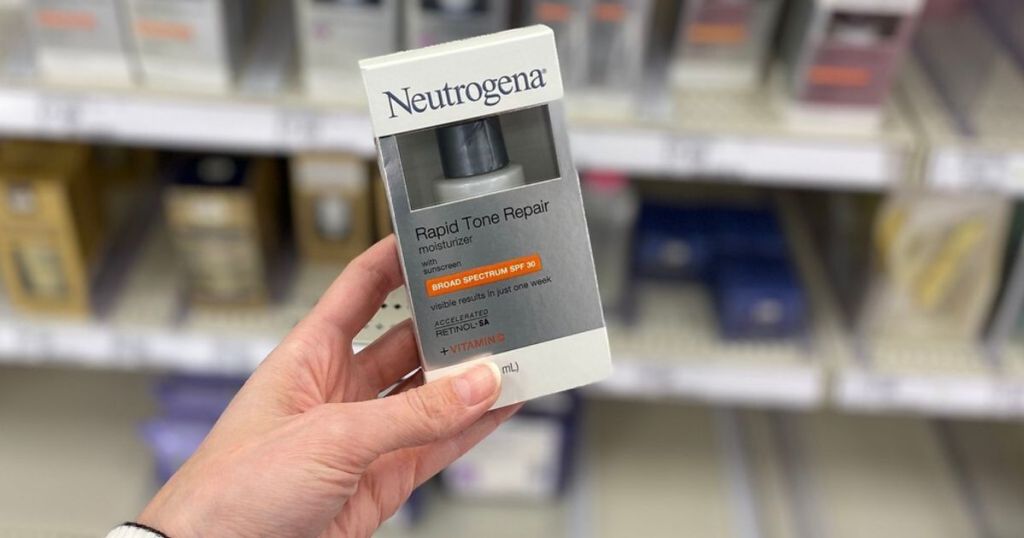 Neutrogena®
Rapid Tone Repair
moisturizer
with
sunscreen
BROAD SPECTRUM SPF 30
visible results in just one week
ACCELERATED
RETINOL·SA
+VITAMIN C
mL)